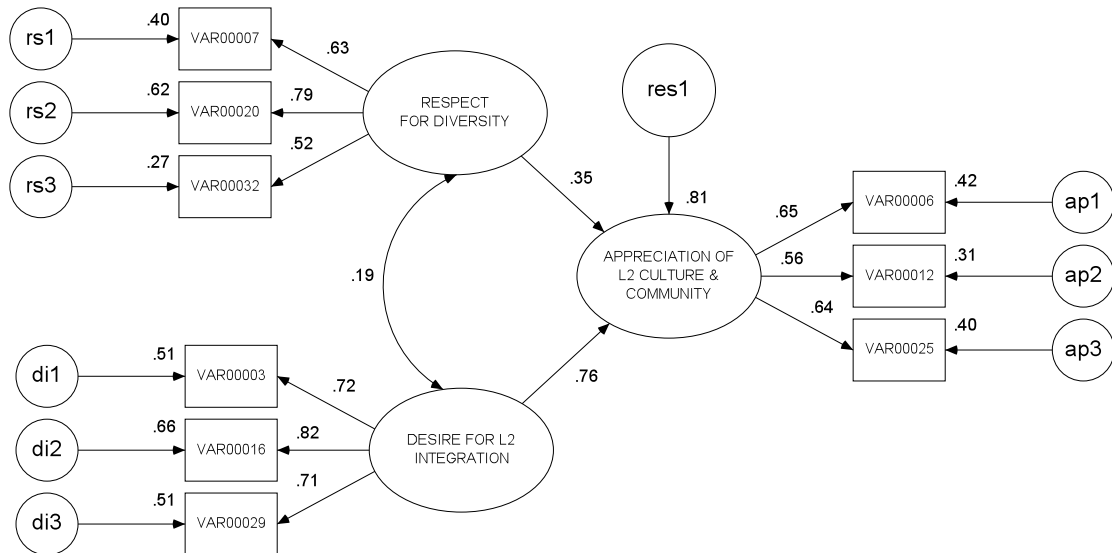 rs1
.40
VAR00007
.63
rs2
.62
VAR00020
.79
rs3
.27
VAR00032
.52
RESPECT
FOR DIVERSITY
res1
.35
.81
.19
APPRECIATION OF
L2 CULTURE &
COMMUNITY
.65
VAR00006
.42
ap1
.56
VAR00012
.31
ap2
.64
VAR00025
.40
ap3
di1
.51
VAR00003
.72
di2
.66
VAR00016
.82
di3
.51
VAR00029
.71
DESIRE FOR L2
INTEGRATION
.76